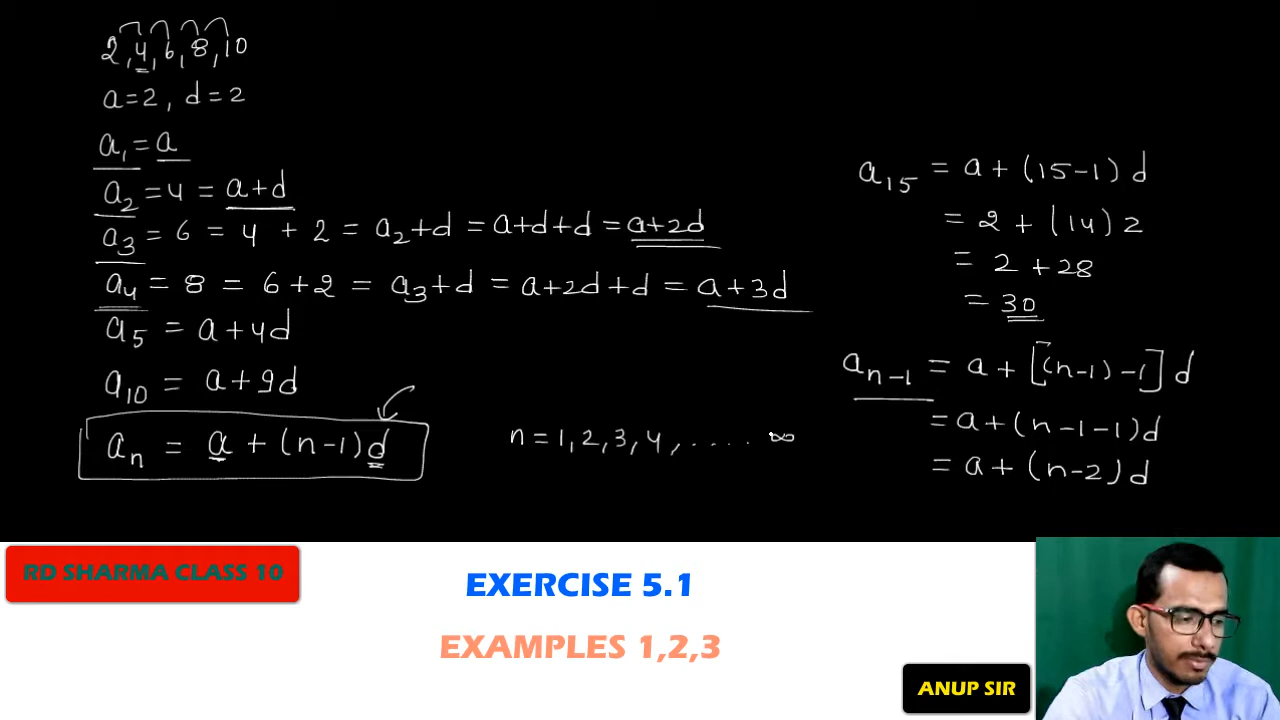 2, 4, 6, 8, 10
a = 2, d = 2
a₁ = a
a₂ = 4 = a+d
a₃ = 6 = 4 + 2 = a₂+d = a+d+d = a+2d
a₄ = 8 = 6+2 = a₃+d = a+2d+d = a+3d
a₅ = a+4d
a₁₀ = a+9d
aₙ = a + (n-1)d
n = 1, 2, 3, 4, ..... ∞
a₁₅ = a + (15-1) d
= 2 + (14) 2
= 2 + 28
= 30
aₙ₋₁ = a + [(n-1) -1] d
= a + (n-1-1)d
= a + (n-2)d
RD SHARMA CLASS 10
EXERCISE 5.1
EXAMPLES 1,2,3
ANUP SIR